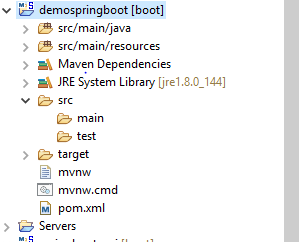 demospringboot [boot]
src/main/java
src/main/resources
Maven Dependencies
JRE System Library [jre1.8.0_144]
src
main
test
target
mvnw
mvnw.cmd
pom.xml
Servers